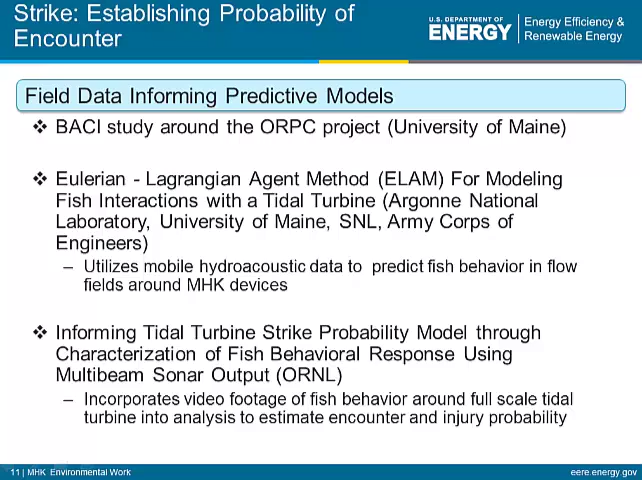 Strike: Establishing Probability of
Encounter
U.S. DEPARTMENT OF
ENERGY
Energy Efficiency &
Renewable Energy
Field Data Informing Predictive Models
❖ BACI study around the ORPC project (University of Maine)
❖ Eulerian - Lagrangian Agent Method (ELAM) For Modeling
Fish Interactions with a Tidal Turbine (Argonne National
Laboratory, University of Maine, SNL, Army Corps of
Engineers)
– Utilizes mobile hydroacoustic data to predict fish behavior in flow
fields around MHK devices
❖ Informing Tidal Turbine Strike Probability Model through
Characterization of Fish Behavioral Response Using
Multibeam Sonar Output (ORNL)
– Incorporates video footage of fish behavior around full scale tidal
turbine into analysis to estimate encounter and injury probability
11 | MHK Environmental Work
eere.energy.gov